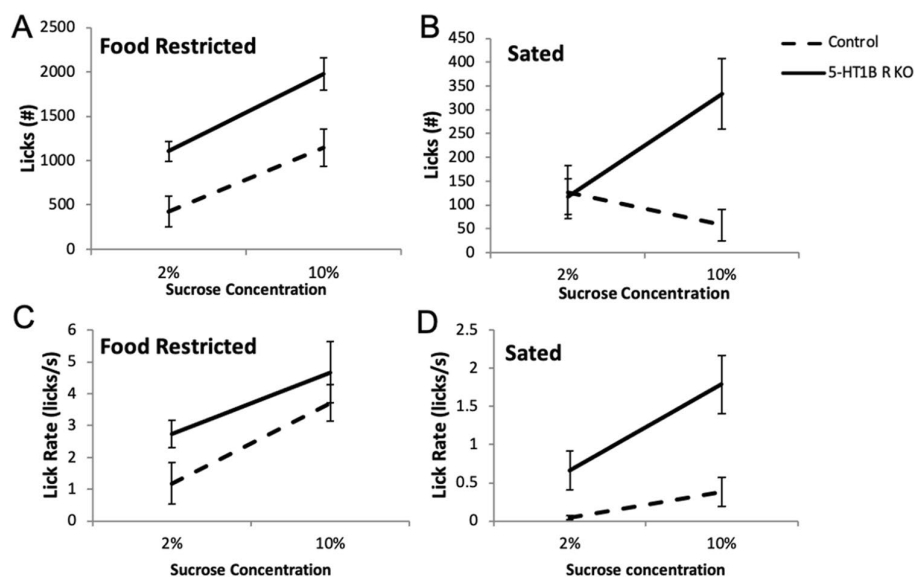 A
Food Restricted
2500
2000
1500
1000
500
0
Licks (#)
2%
10%
Sucrose Concentration
B
Sated
450
400
350
300
250
200
150
100
50
0
Licks (#)
2%
10%
Sucrose Concentration
Control
5-HT1B R KO
C
Food Restricted
6
5
4
3
2
1
0
Lick Rate (licks/s)
2%
10%
Sucrose Concentration
D
Sated
2.5
2
1.5
1
0.5
0
Lick Rate (licks/s)
2%
10%
Sucrose concentration